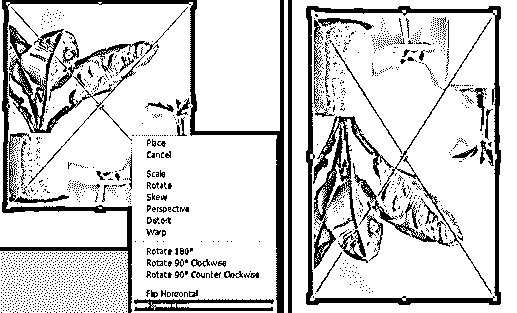 Place
Cancel
Scale
Rotate
Skew
Perspective
Distort
Warp
Rotate 180°
Rotate 90° Clockwise
Rotate 90° Counter Clockwise
Flip Horizontal